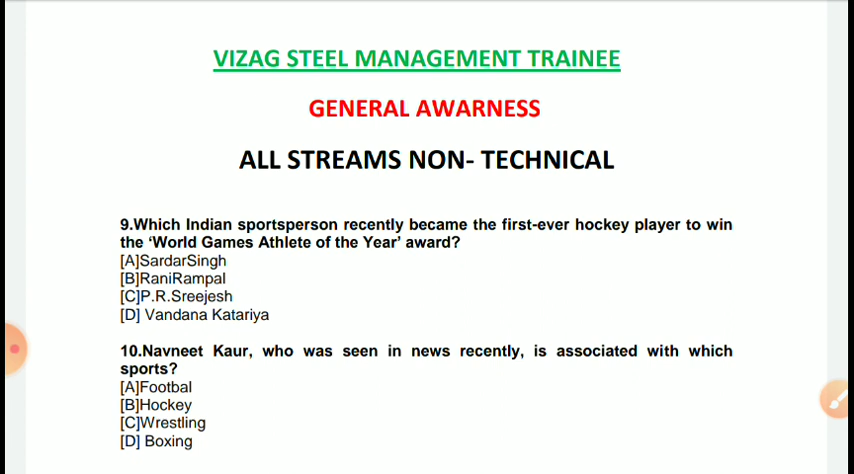 VIZAG STEEL MANAGEMENT TRAINEE
GENERAL AWARNESS
ALL STREAMS NON- TECHNICAL
9.Which Indian sportsperson recently became the first-ever hockey player to win
the ‘World Games Athlete of the Year’ award?
[A]SardarSingh
[B]RaniRampal
[C]P.R.Sreejesh
[D] Vandana Katariya
10.Navneet Kaur, who was seen in news recently, is associated with which
sports?
[A]Footbal
[B]Hockey
[C]Wrestling
[D] Boxing